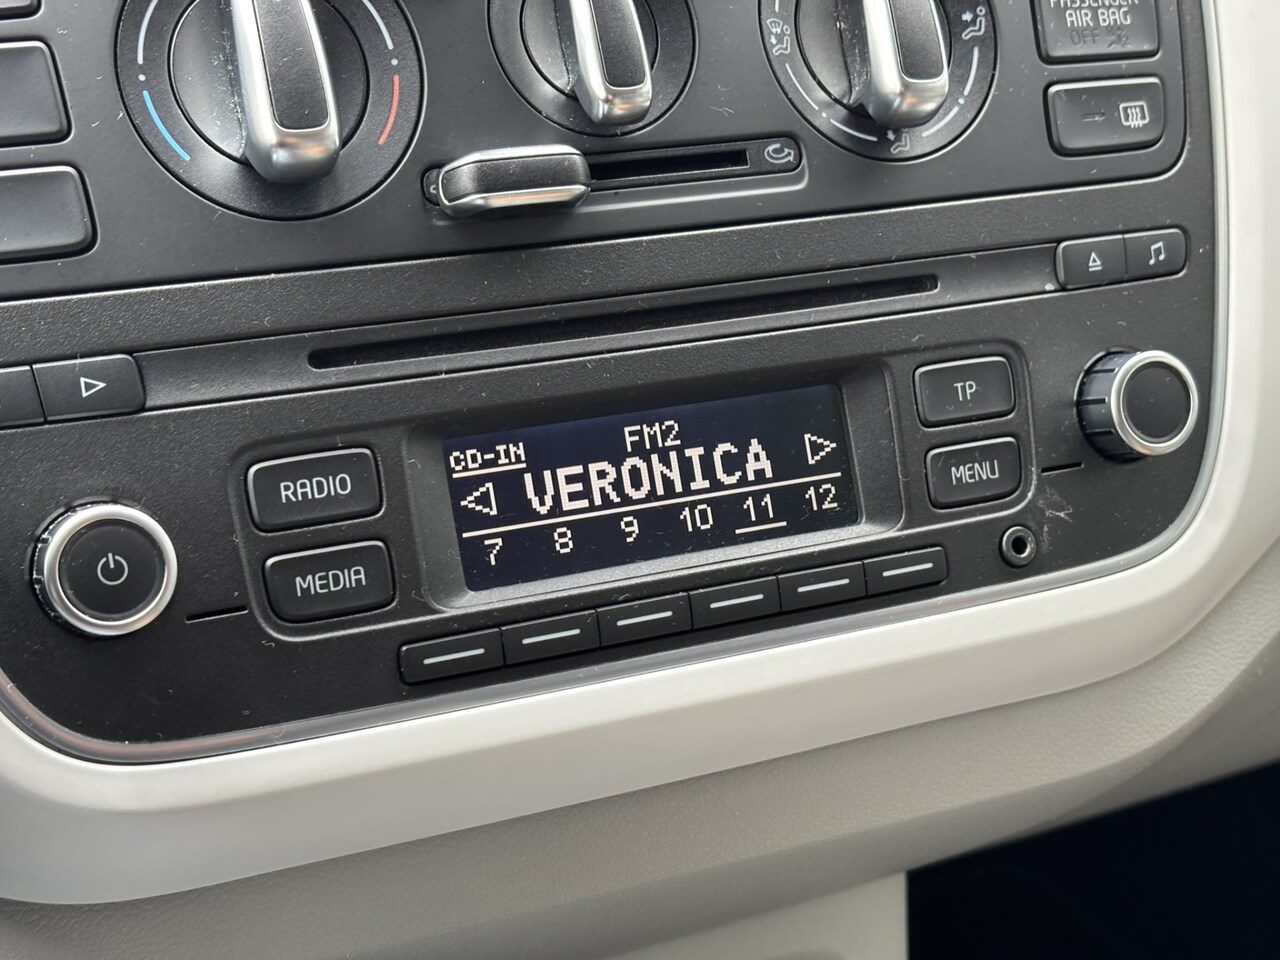 PASSENGER
AIR BAG
OFF
TP
RADIO
MENU
MEDIA
FM2
CD-IN
VERONICA
7 8 9 10 11 12